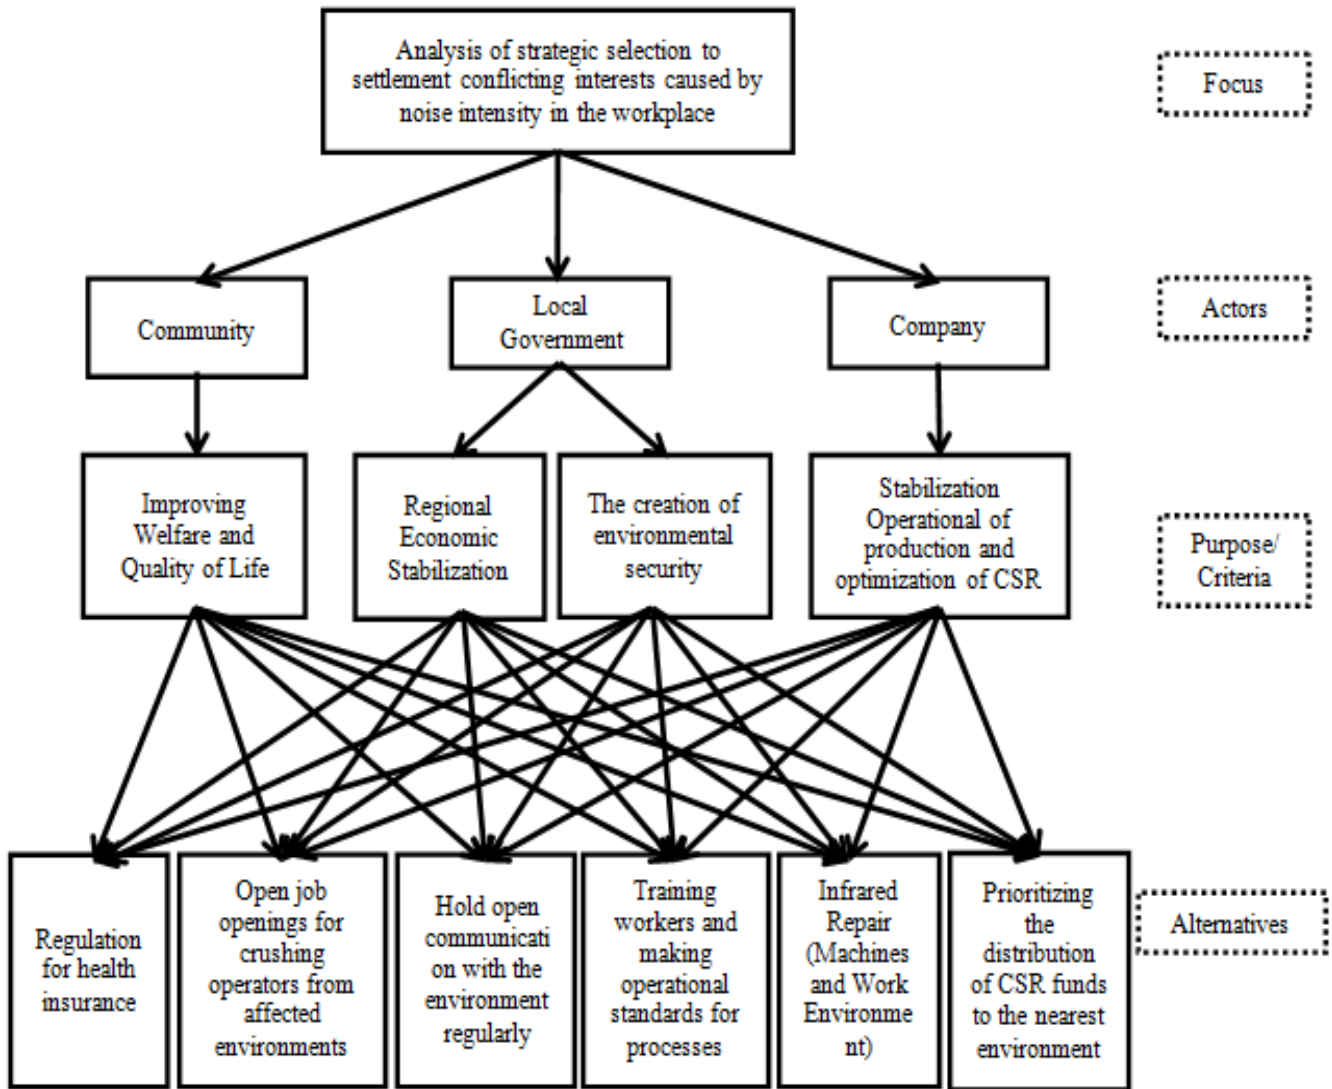 Analysis of strategic selection to
settlement conflicting interests caused by
noise intensity in the workplace
Focus
Community
Local
Government
Company
Actors
Improving
Welfare and
Quality of Life
Regional
Economic
Stabilization
The creation of
environmental
security
Stabilization
Operational of
production and
optimization of CSR
Purpose/
Criteria
Regulation
for health
insurance
Open job
openings for
crushing
operators from
affected
environments
Hold open
communicati
on with the
environment
regularly
Training
workers and
making
operational
standards for
processes
Infrared
Repair
(Machines
and Work
Environme
nt)
Prioritizing
the
distribution
of CSR funds
to the nearest
environment
Alternatives